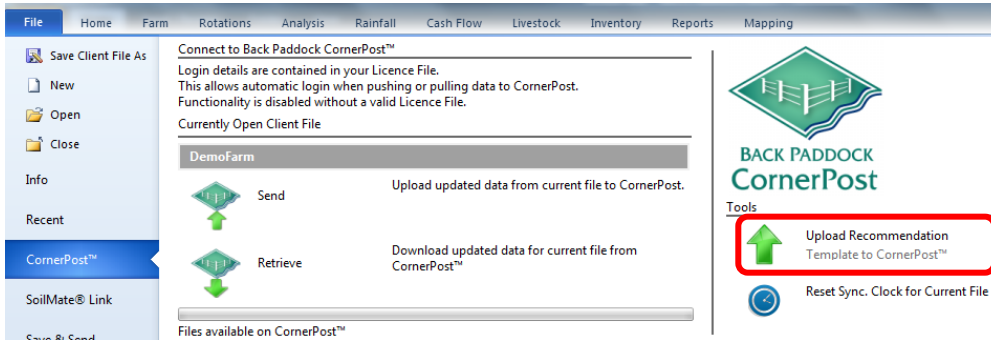 File Home Farm Rotations Analysis Rainfall Cash Flow Livestock Inventory Reports Mapping
Save Client File As
New
Open
Close
Info
Recent
CornerPost™
SoilMate® Link
Save & Send
Connect to Back Paddock CornerPost™
Login details are contained in your Licence File.
This allows automatic login when pushing or pulling data to CornerPost.
Functionality is disabled without a valid Licence File.
Currently Open Client File
DemoFarm
Send
Upload updated data from current file to CornerPost.
Retrieve
Download updated data for current file from
CornerPost™
Files available on CornerPost™
BACK PADDOCK
CornerPost
Tools
Upload Recommendation
Template to CornerPost™
Reset Sync. Clock for Current File